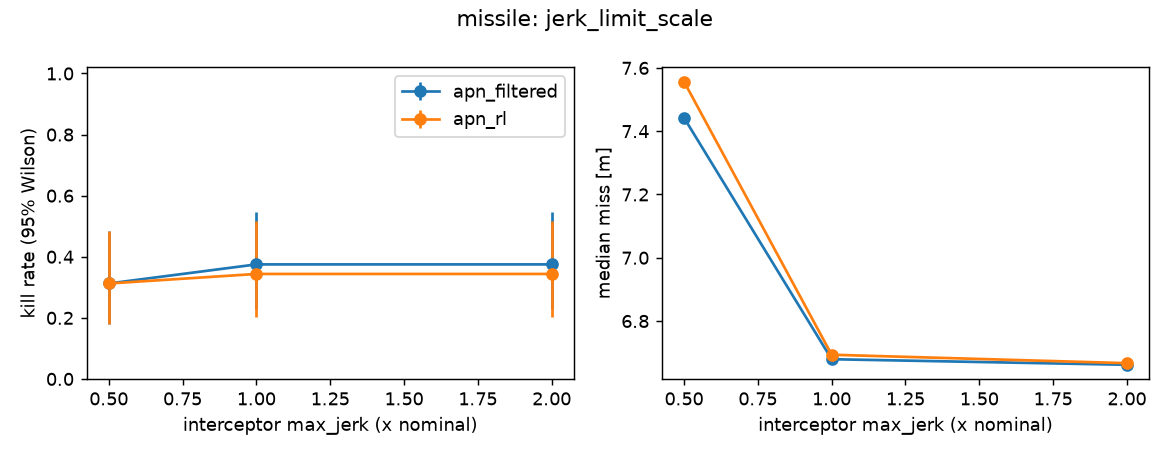 missile: jerk_limit_scale
kill rate (95% Wilson)
1.0
0.8
0.6
0.4
0.2
0.0
apn_filtered
apn_rl
0.50 0.75 1.00 1.25 1.50 1.75 2.00
interceptor max_jerk (x nominal)
median miss [m]
7.6
7.4
7.2
7.0
6.8
0.50 0.75 1.00 1.25 1.50 1.75 2.00
interceptor max_jerk (x nominal)